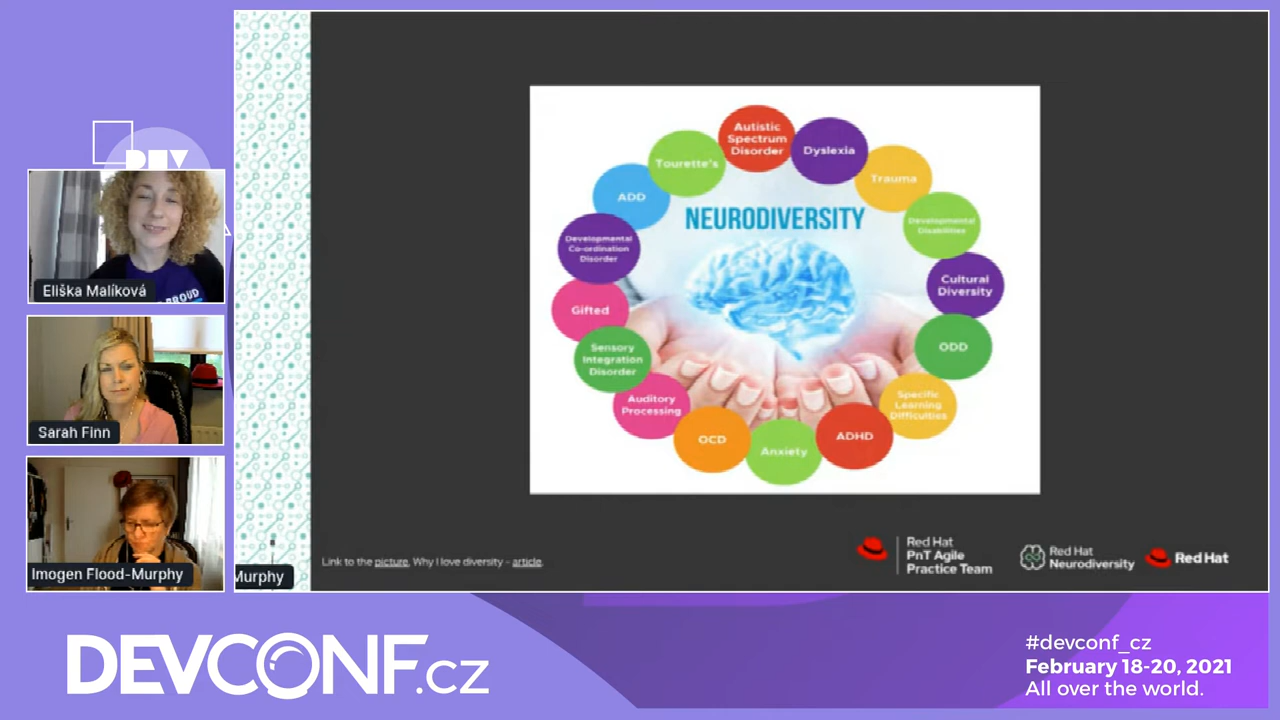 DEV
Eliška Malíková
Sarah Finn
Imogen Flood-Murphy
Murphy
Autistic
Spectrum
Disorder
Dyslexia
Trauma
Developmental
Disabilities
Cultural
Diversity
ODD
Specific
Learning
Difficulties
ADHD
Anxiety
OCD
Auditory
Processing
Sensory
Integration
Disorder
Gifted
Developmental
Co-ordination
Disorder
ADD
Tourette's
NEURODIVERSITY
Link to the picture, Why I love diversity - article.
Red Hat
PnT Agile
Practice Team
Red Hat
Neurodiversity
Red Hat
DEVCONF.cz
#devconf_cz
February 18-20, 2021
All over the world.